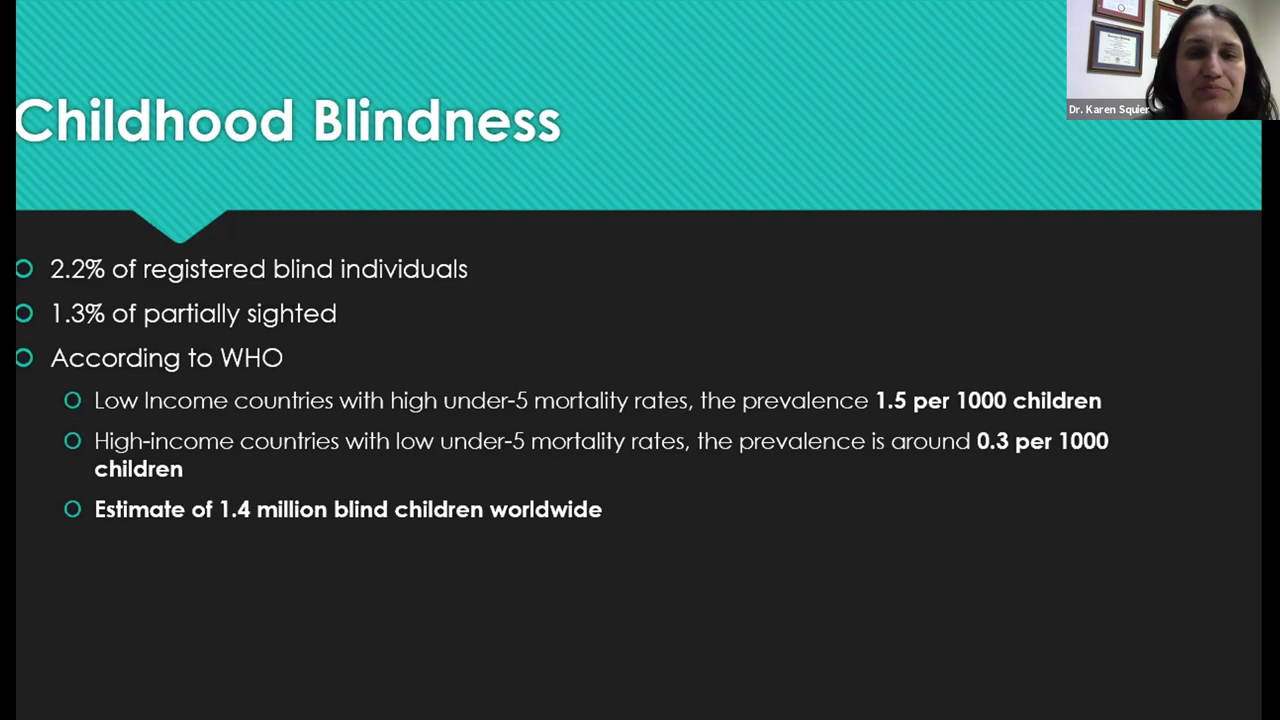 Childhood Blindness
Dr. Karen Squier
2.2% of registered blind individuals
1.3% of partially sighted
According to WHO
Low Income countries with high under-5 mortality rates, the prevalence 1.5 per 1000 children
High-income countries with low under-5 mortality rates, the prevalence is around 0.3 per 1000
children
Estimate of 1.4 million blind children worldwide